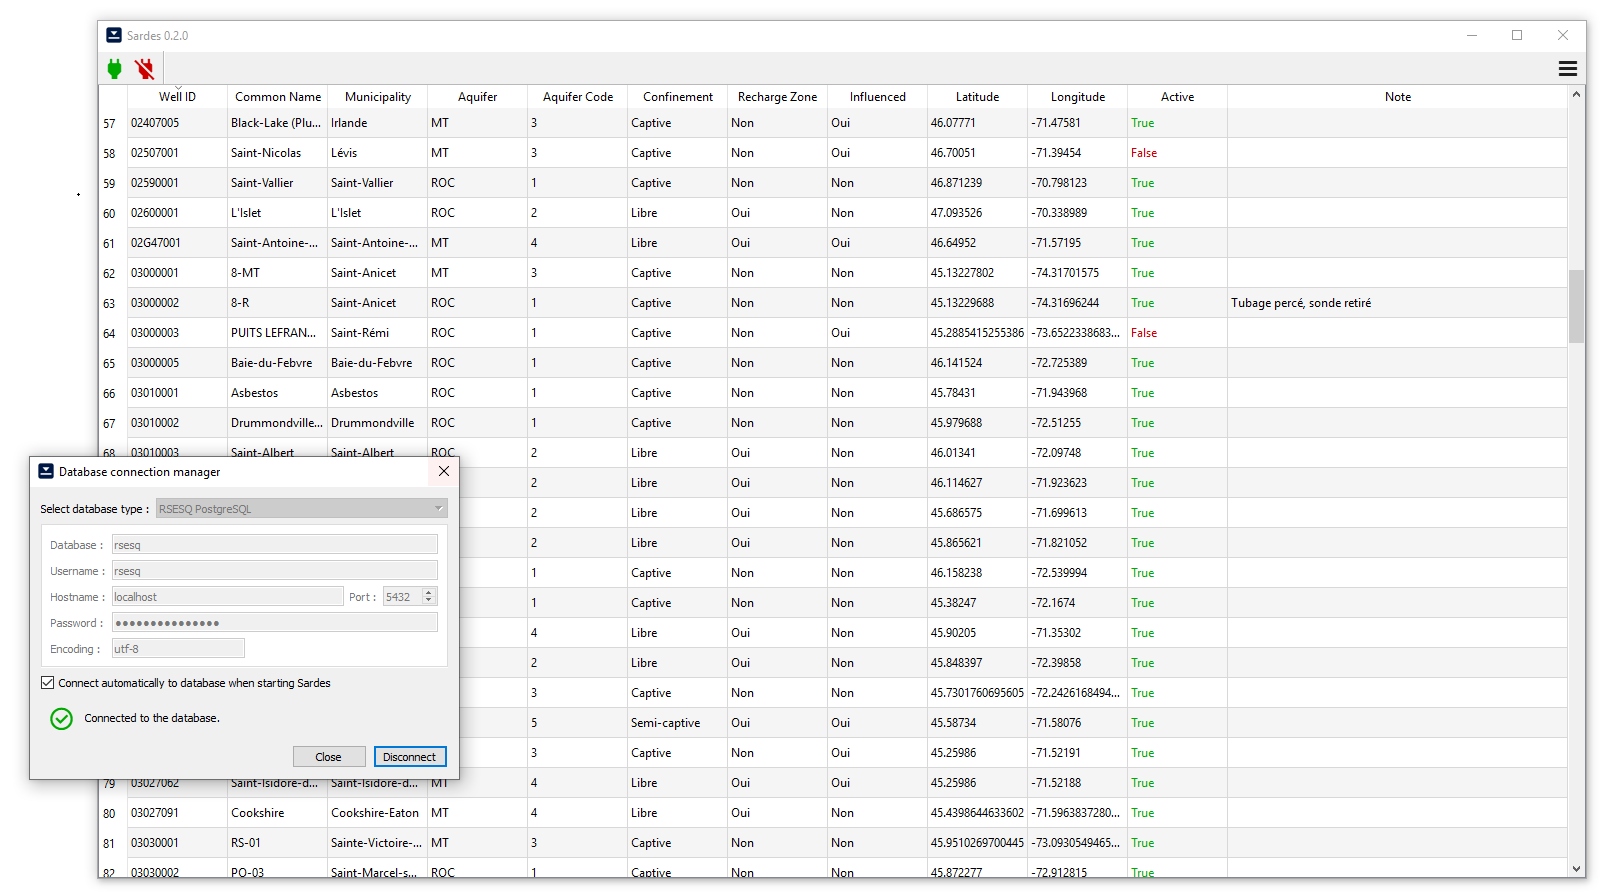 Sardes 0.2.0
Well ID Common Name Municipality Aquifer Aquifer Code Confinement Recharge Zone Influenced Latitude Longitude Active Note
57 02407005 Black-Lake (Plu... Irlande MT 3 Captive Non Oui 46.07771 -71.47581 True
58 02507001 Saint-Nicolas Lévis MT 3 Captive Non Oui 46.70051 -71.39454 False
59 02590001 Saint-Vallier Saint-Vallier ROC 1 Captive Non Non 46.871239 -70.798123 True
60 02600001 L'Islet L'Islet ROC 2 Libre Oui Non 47.093526 -70.338989 True
61 02G47001 Saint-Antoine-... Saint-Antoine-... MT 4 Libre Oui Oui 46.64952 -71.57195 True
62 03000001 8-MT Saint-Anicet MT 3 Captive Non Non 45.13227802 -74.31701575 True
63 03000002 8-R Saint-Anicet ROC 1 Captive Non Non 45.13229688 -74.31696244 True Tubage percé, sonde retiré
64 03000003 PUITS LEFRAN... Saint-Rémi ROC 1 Captive Non Oui 45.2885415255386 -73.6522338683... False
65 03000005 Baie-du-Febvre Baie-du-Febvre ROC 1 Captive Non Non 46.141524 -72.725389 True
66 03010001 Asbestos Asbestos ROC 1 Captive Non Non 45.78431 -71.943968 True
67 03010002 Drummondville... Drummondville ROC 1 Captive Non Non 45.979688 -72.51255 True
68 03010003 Saint-Albert Saint-Albert ROC 2 Libre Oui Non 46.01341 -72.09748 True
2 Libre Oui Non 46.114627 -71.923623 True
2 Libre Oui Non 45.686575 -71.699613 True
2 Libre Oui Non 45.865621 -71.821052 True
1 Captive Non Non 46.158238 -72.539994 True
1 Captive Non Non 45.38247 -72.1674 True
4 Libre Oui Non 45.90205 -71.35302 True
2 Libre Oui Non 45.848397 -72.39858 True
3 Captive Non Non 45.7301760695605 -72.2426168494... True
5 Semi-captive Oui Oui 45.58734 -71.58076 True
3 Captive Non Oui 45.25986 -71.52191 True
79 03027062 Saint-Isidore-d... Saint-Isidore-d... MT 4 Libre Oui Oui 45.25986 -71.52188 True
80 03027091 Cookshire Cookshire-Eaton MT 4 Libre Oui Non 45.4398644633602 -71.5963837280... True
81 03030001 RS-01 Sainte-Victoire-... MT 3 Captive Non Non 45.9510269700445 -73.0930549465... True
82 03030002 PO-03 Saint-Marcel-s... ROC 1 Captive Non Non 45.872277 -72.912815 True
Database connection manager
Select database type : RSESQ PostgreSQL
Database : rsesq
Username : rsesq
Hostname : localhost Port : 5432
Password : ●●●●●●●●●●●●●●●
Encoding : utf-8
Connect automatically to database when starting Sardes
Connected to the database.
Close Disconnect